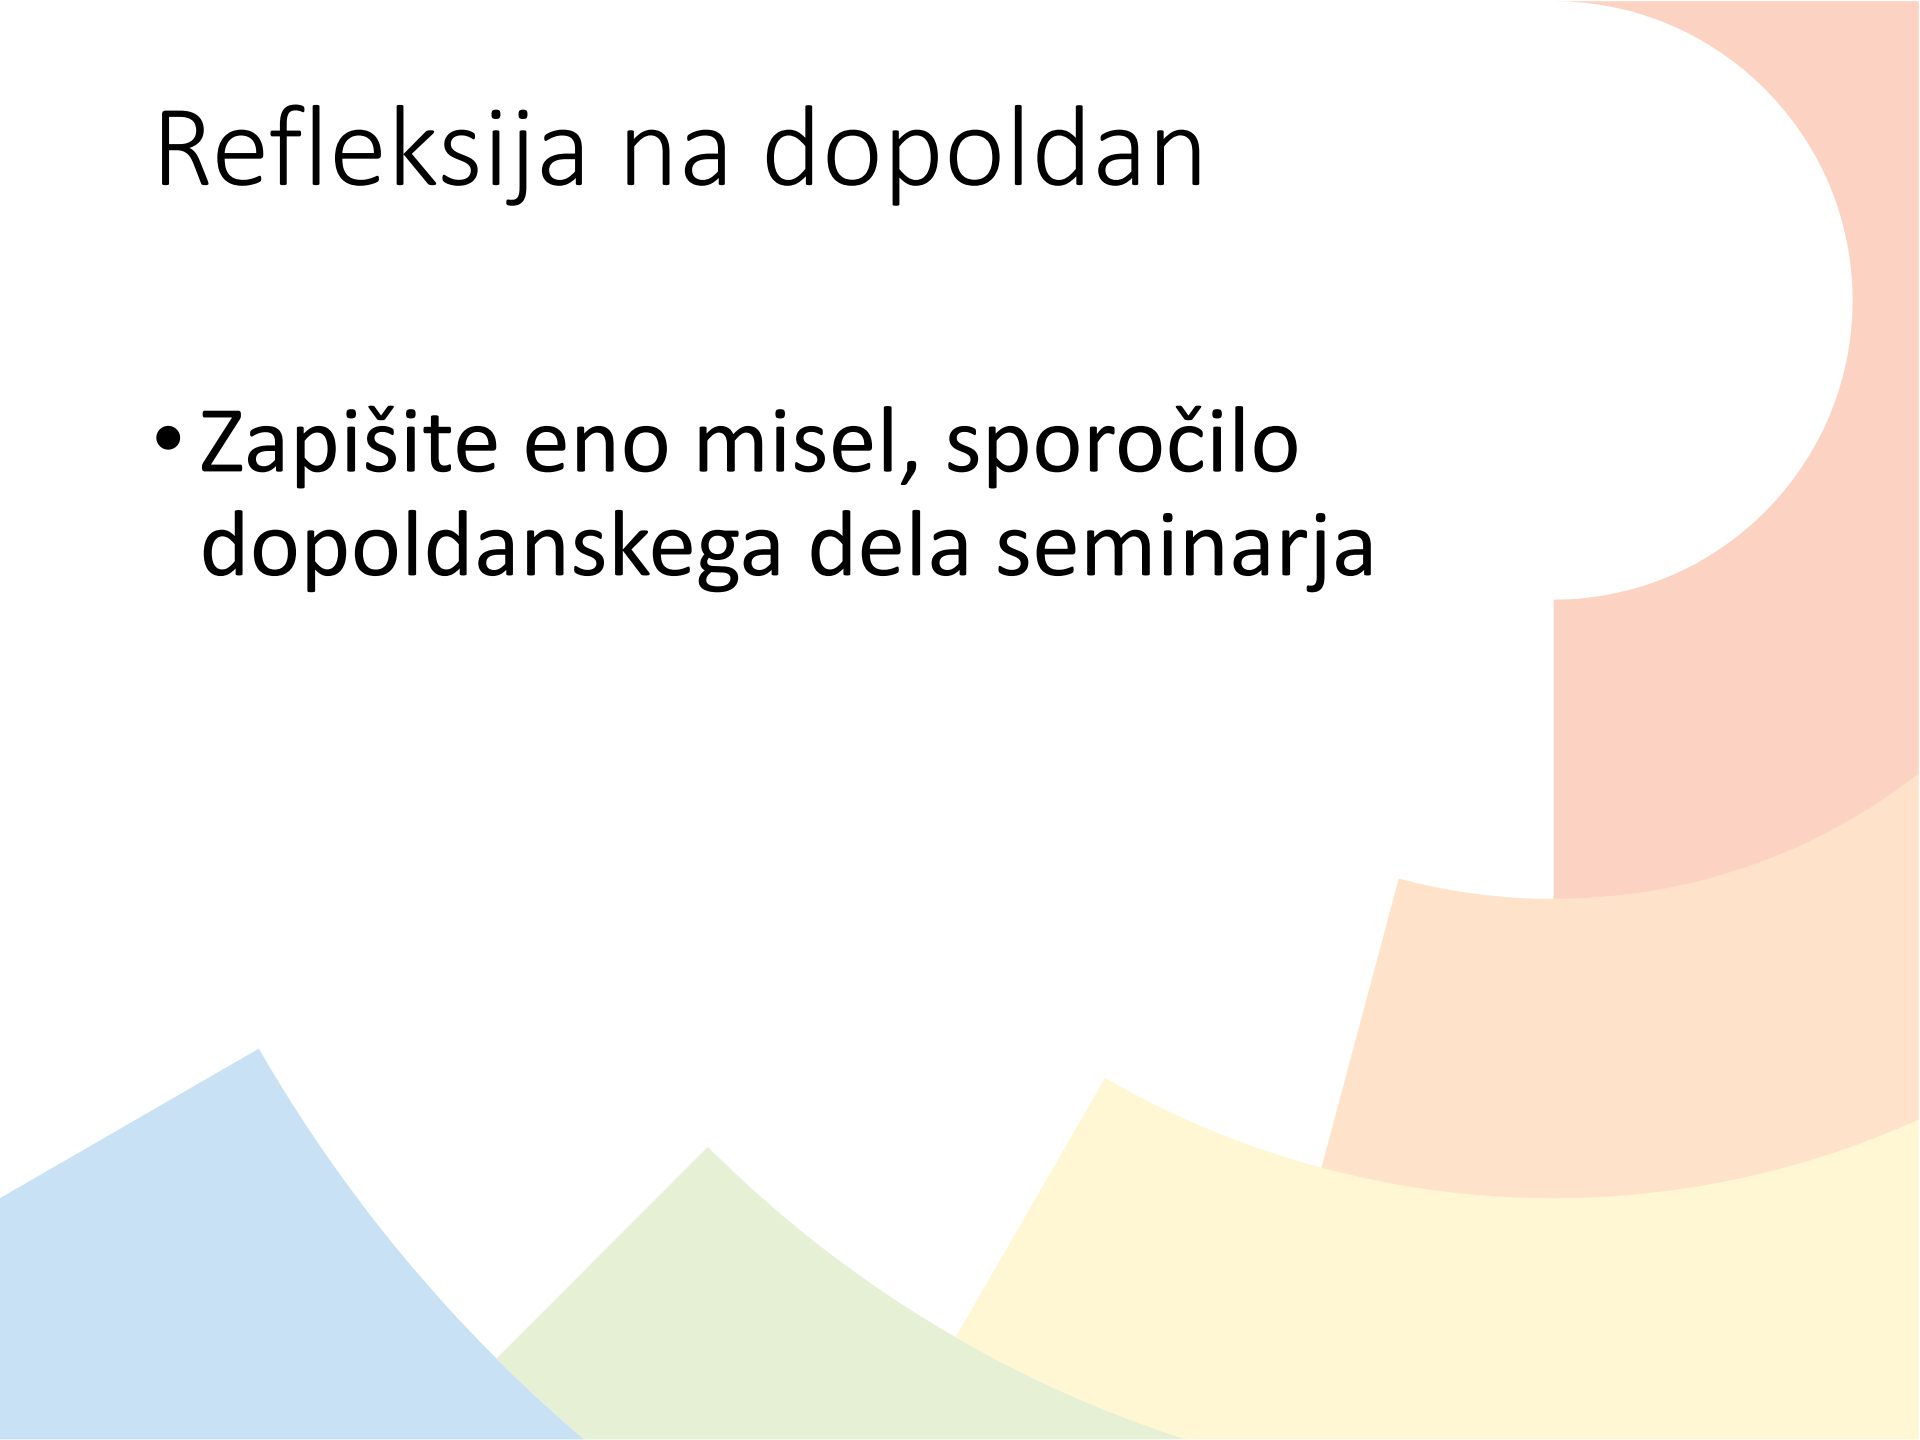 Refleksija na dopoldan
• Zapišite eno misel, sporočilo
dopoldanskega dela seminarja